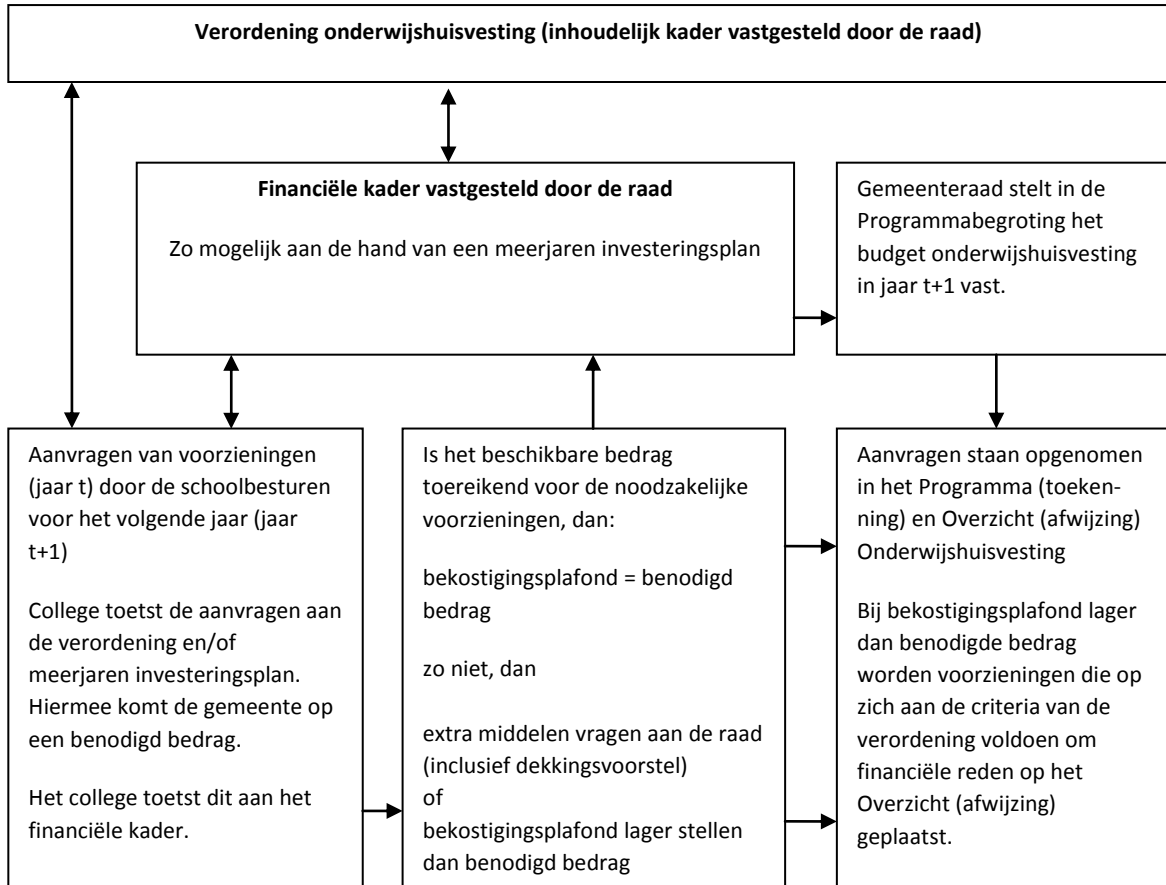 Verordening onderwijshuisvesting (inhoudelijk kader vastgesteld door de raad)
Financiële kader vastgesteld door de raad
Zo mogelijk aan de hand van een meerjaren investeringsplan
Gemeenteraad stelt in de
Programmabegroting het
budget onderwijshuisvesting
in jaar t+1 vast.
Aanvragen van voorzieningen
(jaar t) door de schoolbesturen
voor het volgende jaar (jaar
t+1)
College toetst de aanvragen aan
de verordening en/of
meerjaren investeringsplan.
Hiermee komt de gemeente op
een benodigd bedrag.
Het college toetst dit aan het
financiële kader.
Is het beschikbare bedrag
toereikend voor de noodzakelijke
voorzieningen, dan:
bekostigingsplafond = benodigd
bedrag
zo niet, dan
extra middelen vragen aan de raad
(inclusief dekkingsvoorstel)
of
bekostigingsplafond lager stellen
dan benodigd bedrag
Aanvragen staan opgenomen
in het Programma (toeken-
ning) en Overzicht (afwijzing)
Onderwijshuisvesting
Bij bekostigingsplafond lager
dan benodigde bedrag
worden voorzieningen die op
zich aan de criteria van de
verordening voldoen om
financiële reden op het
Overzicht (afwijzing)
geplaatst.